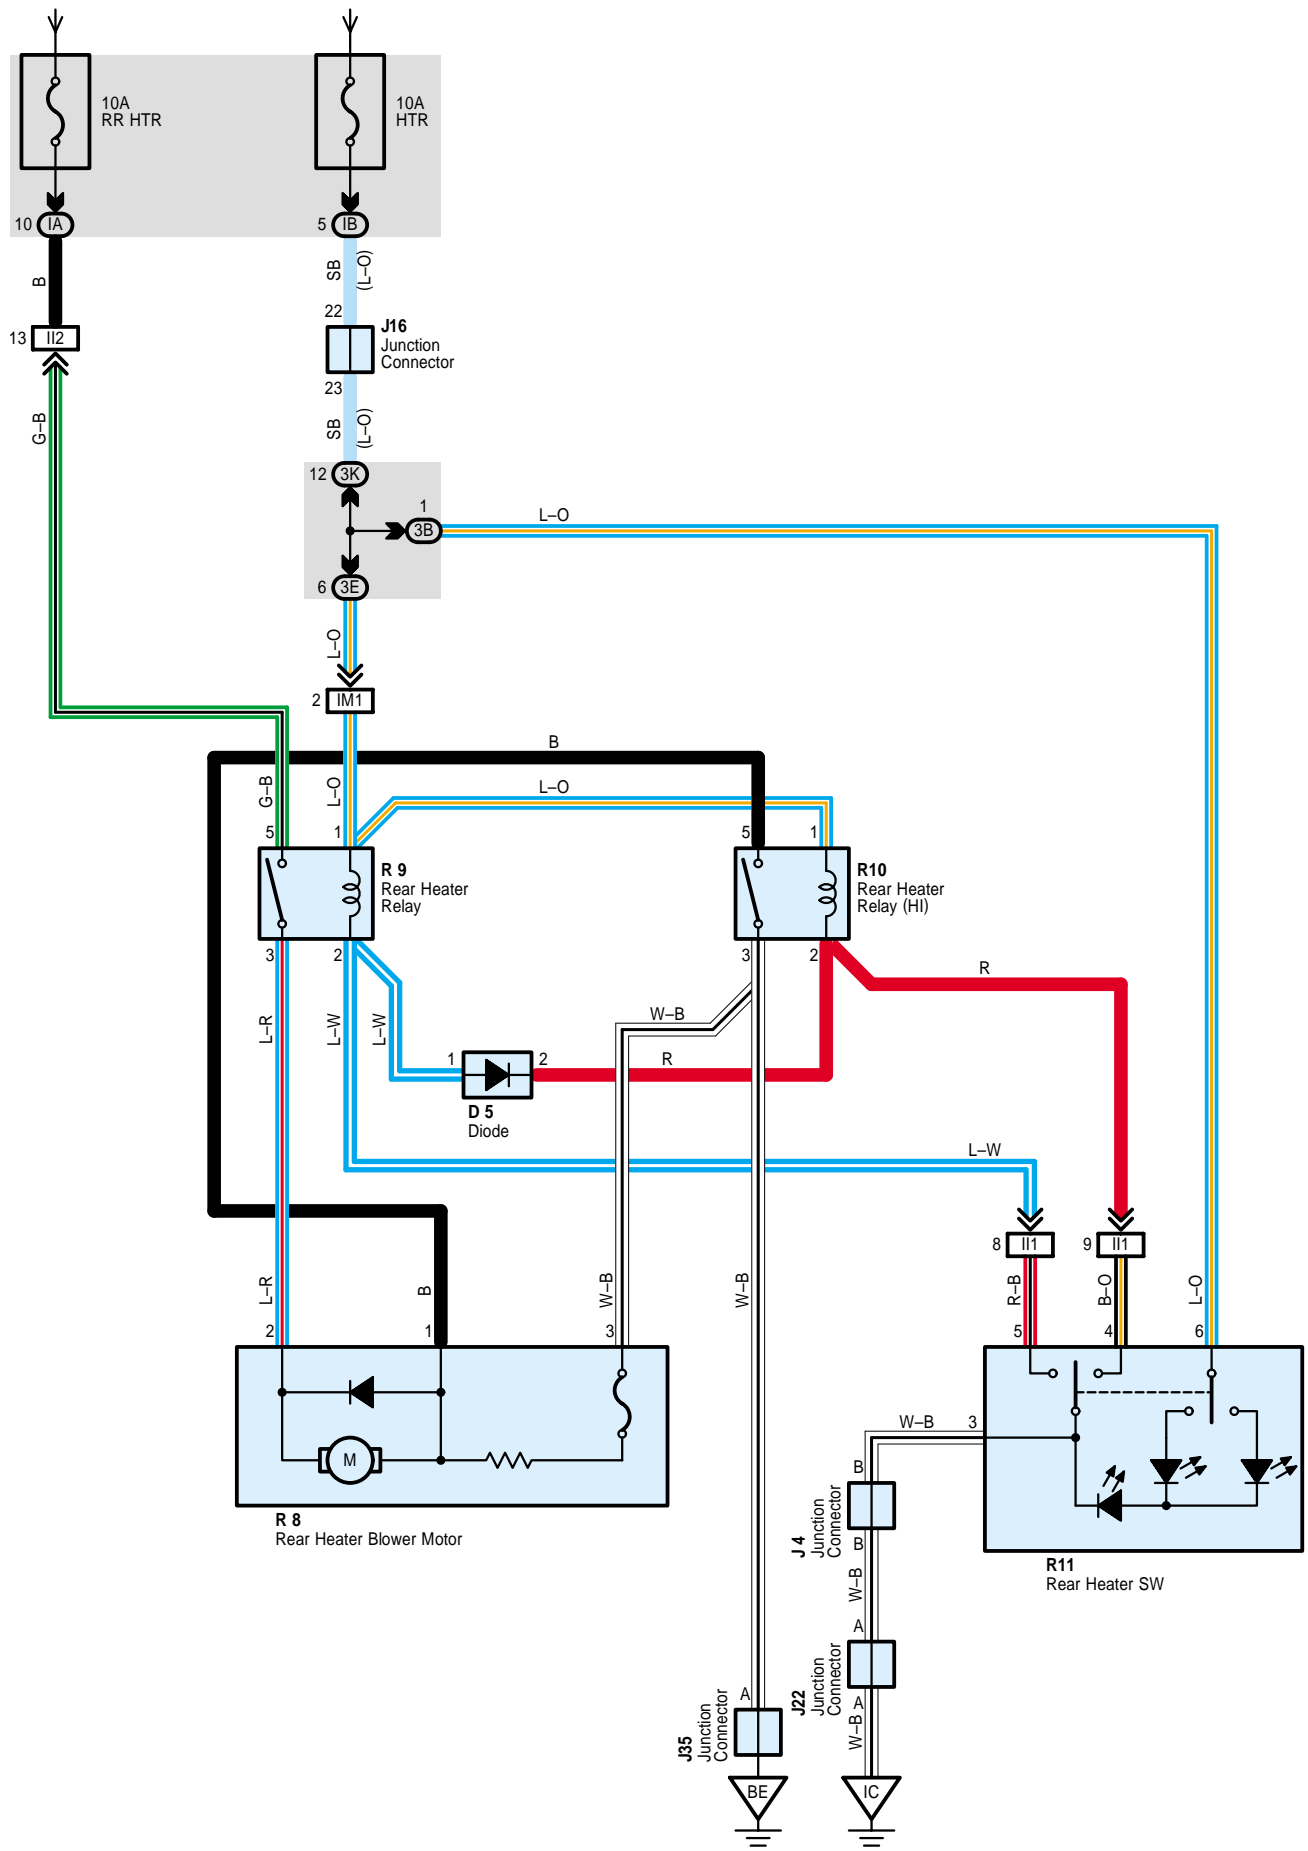 10A
RR HTR
10A
HTR
10 IA
5 IB
B
SB
(L–O)
22
13 II2
J16
Junction
Connector
23
G–B
SB
(L–O)
12 3K
1
3B
L–O
6 3E
L–O
2 IM1
B
G–B
L–O
L–O
5
1
5
1
R 9
Rear Heater
Relay
R10
Rear Heater
Relay (HI)
3
2
3
2
R
L–R
L–W
L–W
W–B
1
2
R
D 5
Diode
L–W
8 II1
9 II1
L–R
B
W–B
W–B
R–B
B–O
L–O
2
1
3
5
4
6
M
W–B
3
B
J 4
Junction
Connector
B
R 8
Rear Heater Blower Motor
R11
Rear Heater SW
W–B
A
J22
Junction
Connector
A
W–B
A
J35
Junction
Connector
BE
IC